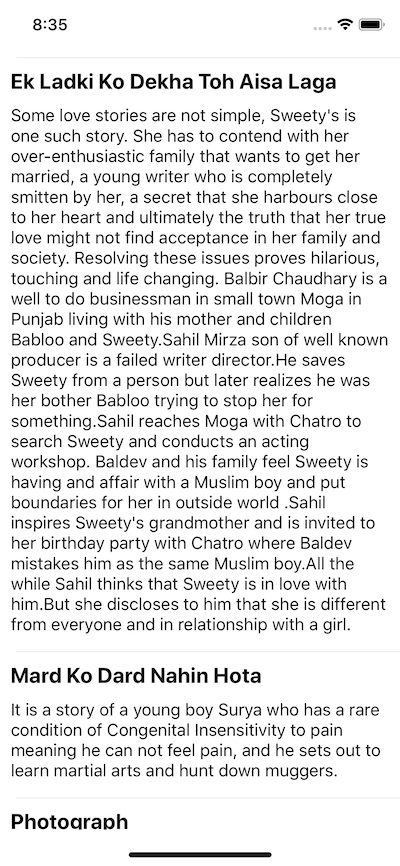 8:35
Ek Ladki Ko Dekha Toh Aisa Laga
Some love stories are not simple, Sweety's is
one such story. She has to contend with her
over-enthusiastic family that wants to get her
married, a young writer who is completely
smitten by her, a secret that she harbours close
to her heart and ultimately the truth that her true
love might not find acceptance in her family and
society. Resolving these issues proves hilarious,
touching and life changing. Balbir Chaudhary is a
well to do businessman in small town Moga in
Punjab living with his mother and children
Babloo and Sweety.Sahil Mirza son of well known
producer is a failed writer director.He saves
Sweety from a person but later realizes he was
her bother Babloo trying to stop her for
something.Sahil reaches Moga with Chatro to
search Sweety and conducts an acting
workshop. Baldev and his family feel Sweety is
having and affair with a Muslim boy and put
boundaries for her in outside world .Sahil
inspires Sweety's grandmother and is invited to
her birthday party with Chatro where Baldev
mistakes him as the same Muslim boy.All the
while Sahil thinks that Sweety is in love with
him.But she discloses to him that she is different
from everyone and in relationship with a girl.
Mard Ko Dard Nahin Hota
It is a story of a young boy Surya who has a rare
condition of Congenital Insensitivity to pain
meaning he can not feel pain, and he sets out to
learn martial arts and hunt down muggers.
Photograph